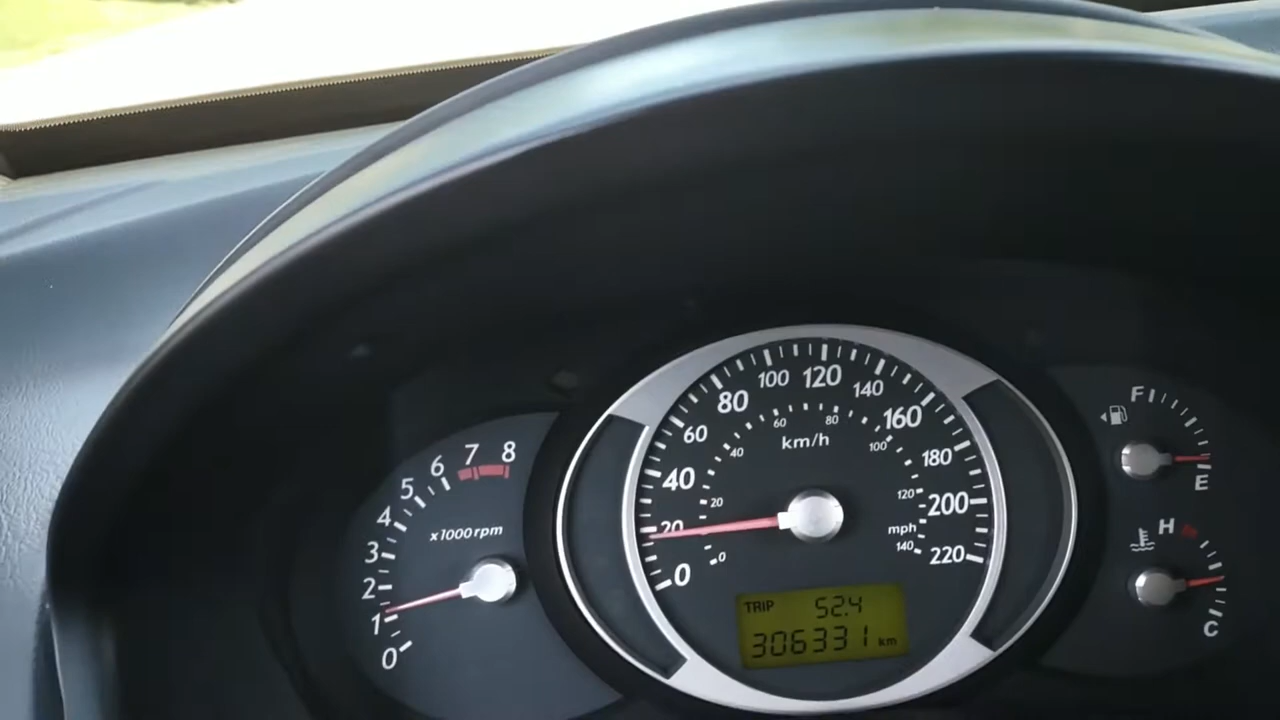 0 1 2 3 4 5 6 7 8
x1000rpm
0 20 40 60 80 100 120 140 160 180 200 220
km/h
0 20 40 60 80 100 120 140
mph
TRIP 52.4
306331 km
F
E
H
C